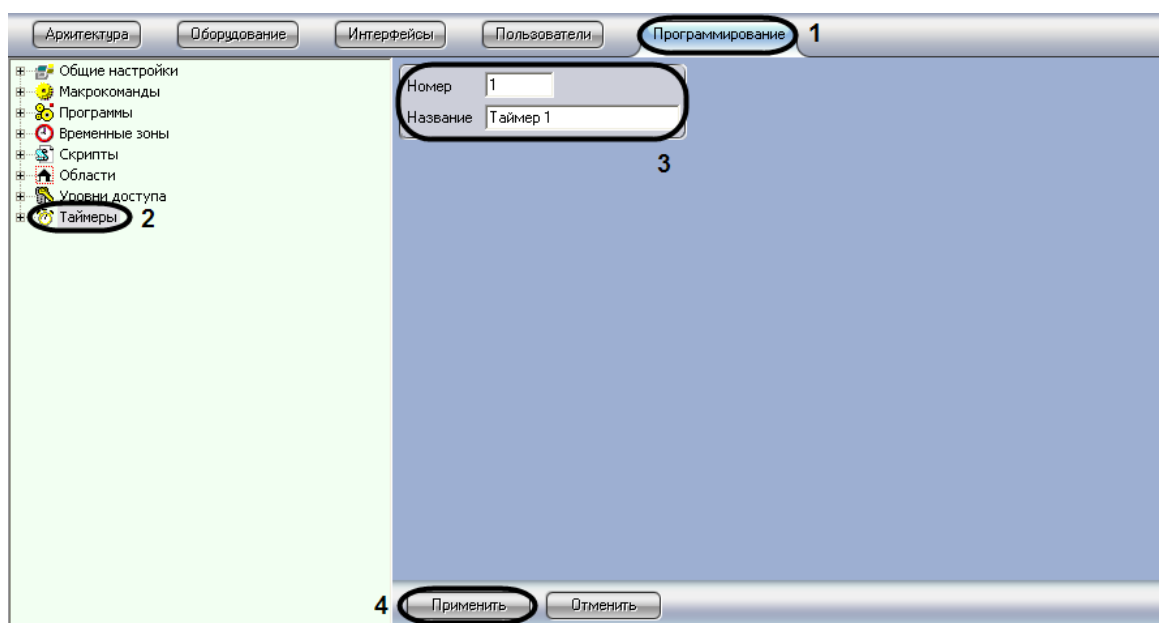 Архитектура Оборудование Интерфейсы Пользователи Программирование 1
Общие настройки
Макрокоманды
Программы
Временные зоны
Скрипты
Области
Уровни доступа
Таймеры 2
Номер 1
Название Таймер 1
3
4 Применить Отменить